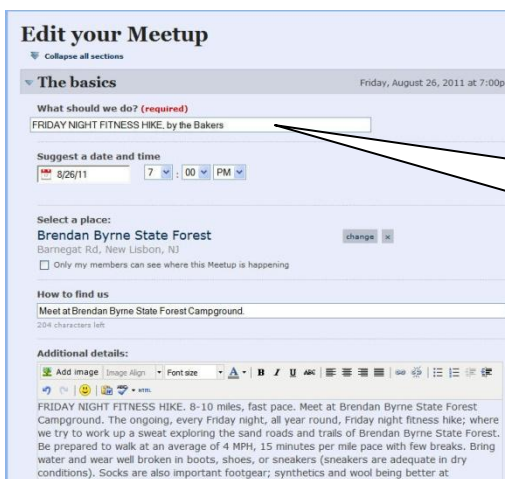 Edit your Meetup
Collapse all sections
The basics
Friday, August 26, 2011 at 7:00p
What should we do? (required)
FRIDAY NIGHT FITNESS HIKE, by the Bakers
Suggest a date and time
8/26/11 7 : 00 PM
Select a place:
Brendan Byrne State Forest
change x
Barnegat Rd, New Lisbon, NJ
Only my members can see where this Meetup is happening
How to find us
Meet at Brendan Byrne State Forest Campground.
204 characters left
Additional details:
Add image Image Align Font size A B I U ABC
HTML
FRIDAY NIGHT FITNESS HIKE. 8-10 miles, fast pace. Meet at Brendan Byrne State Forest
Campground. The ongoing, every Friday night, all year round, Friday night fitness hike; where
we try to work up a sweat exploring the sand roads and trails of Brendan Byrne State Forest.
Be prepared to walk at an average of 4 MPH, 15 minutes per mile pace with few breaks. Bring
water and wear well broken in boots, shoes, or sneakers (sneakers are adequate in dry
conditions). Socks are also important footgear; synthetics and wool being better at